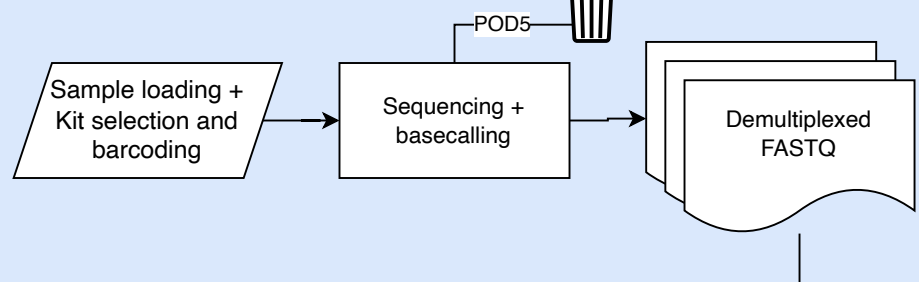 POD5
Sample loading +
Kit selection and
barcoding
Sequencing +
basecalling
Demultiplexed
FASTQ